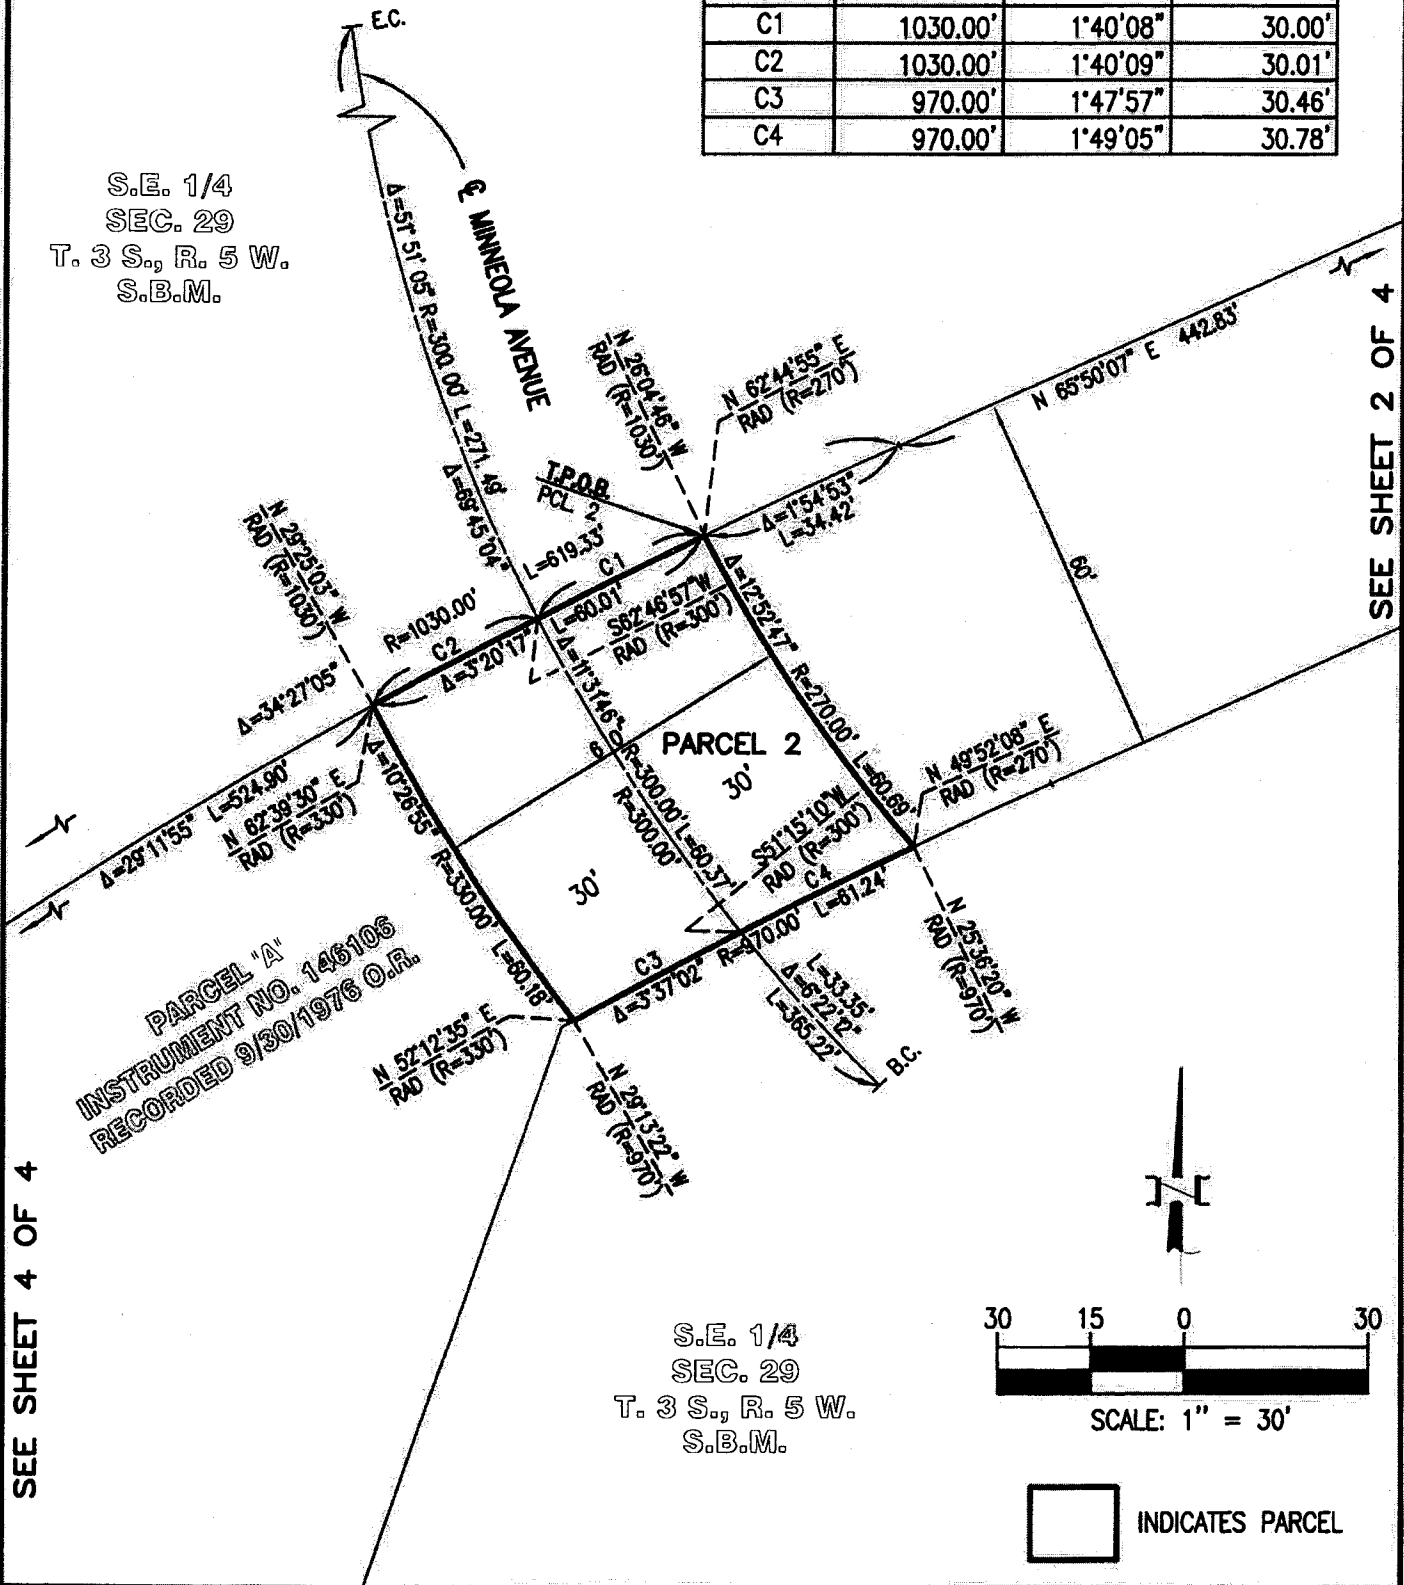 E.C.
C1 1030.00' 1°40'08" 30.00'
C2 1030.00' 1°40'09" 30.01'
C3 970.00' 1°47'57" 30.46'
C4 970.00' 1°49'05" 30.78'
S.E. 1/4
SEC. 29
T. 3 S., R. 5 W.
S.B.M.
℄ MINNEOLA AVENUE
Δ=51°51'05" R=300.00' L=271.49'
Δ=69°45'04"
SEE SHEET 2 OF 4
N 65°50'07" E 442.83'
N 26°04'46" W
RAD (R=1030')
N 62°44'55" E
RAD (R=270')
T.P.O.B.
PCL. 2
Δ=1°54'53"
L=34.42'
60'
N 29°25'03" W
RAD (R=1030')
L=619.33'
C1
L=60.01'
R=1030.00'
C2
Δ=3°20'17"
S62°46'57"W
RAD (R=300')
Δ=12°52'47" R=270.00' L=60.69'
Δ=34°27'05"
L=524.90'
Δ=29°11'55"
N 62°39'30" E
RAD (R=330')
Δ=11°31'46"
R=300.00' L=60.37'
R=300.00'
60'
PARCEL 2
30'
30'
N 49°52'08" E
RAD (R=270')
Δ=10°26'55" R=330.00' L=60.18'
S51°15'10"W
RAD (R=300')
C4
L=61.24'
R=970.00'
C3
Δ=3°37'02"
N 25°36'20" W
RAD (R=970')
L=33.35'
Δ=6°22'12"
L=365.22'
B.C.
PARCEL "A"
INSTRUMENT NO. 146106
RECORDED 9/30/1976 O.R.
N 52°12'35" E
RAD (R=330')
N 29°13'22" W
RAD (R=970')
SEE SHEET 4 OF 4
S.E. 1/4
SEC. 29
T. 3 S., R. 5 W.
S.B.M.
N
30 15 0 30
SCALE: 1" = 30'
INDICATES PARCEL